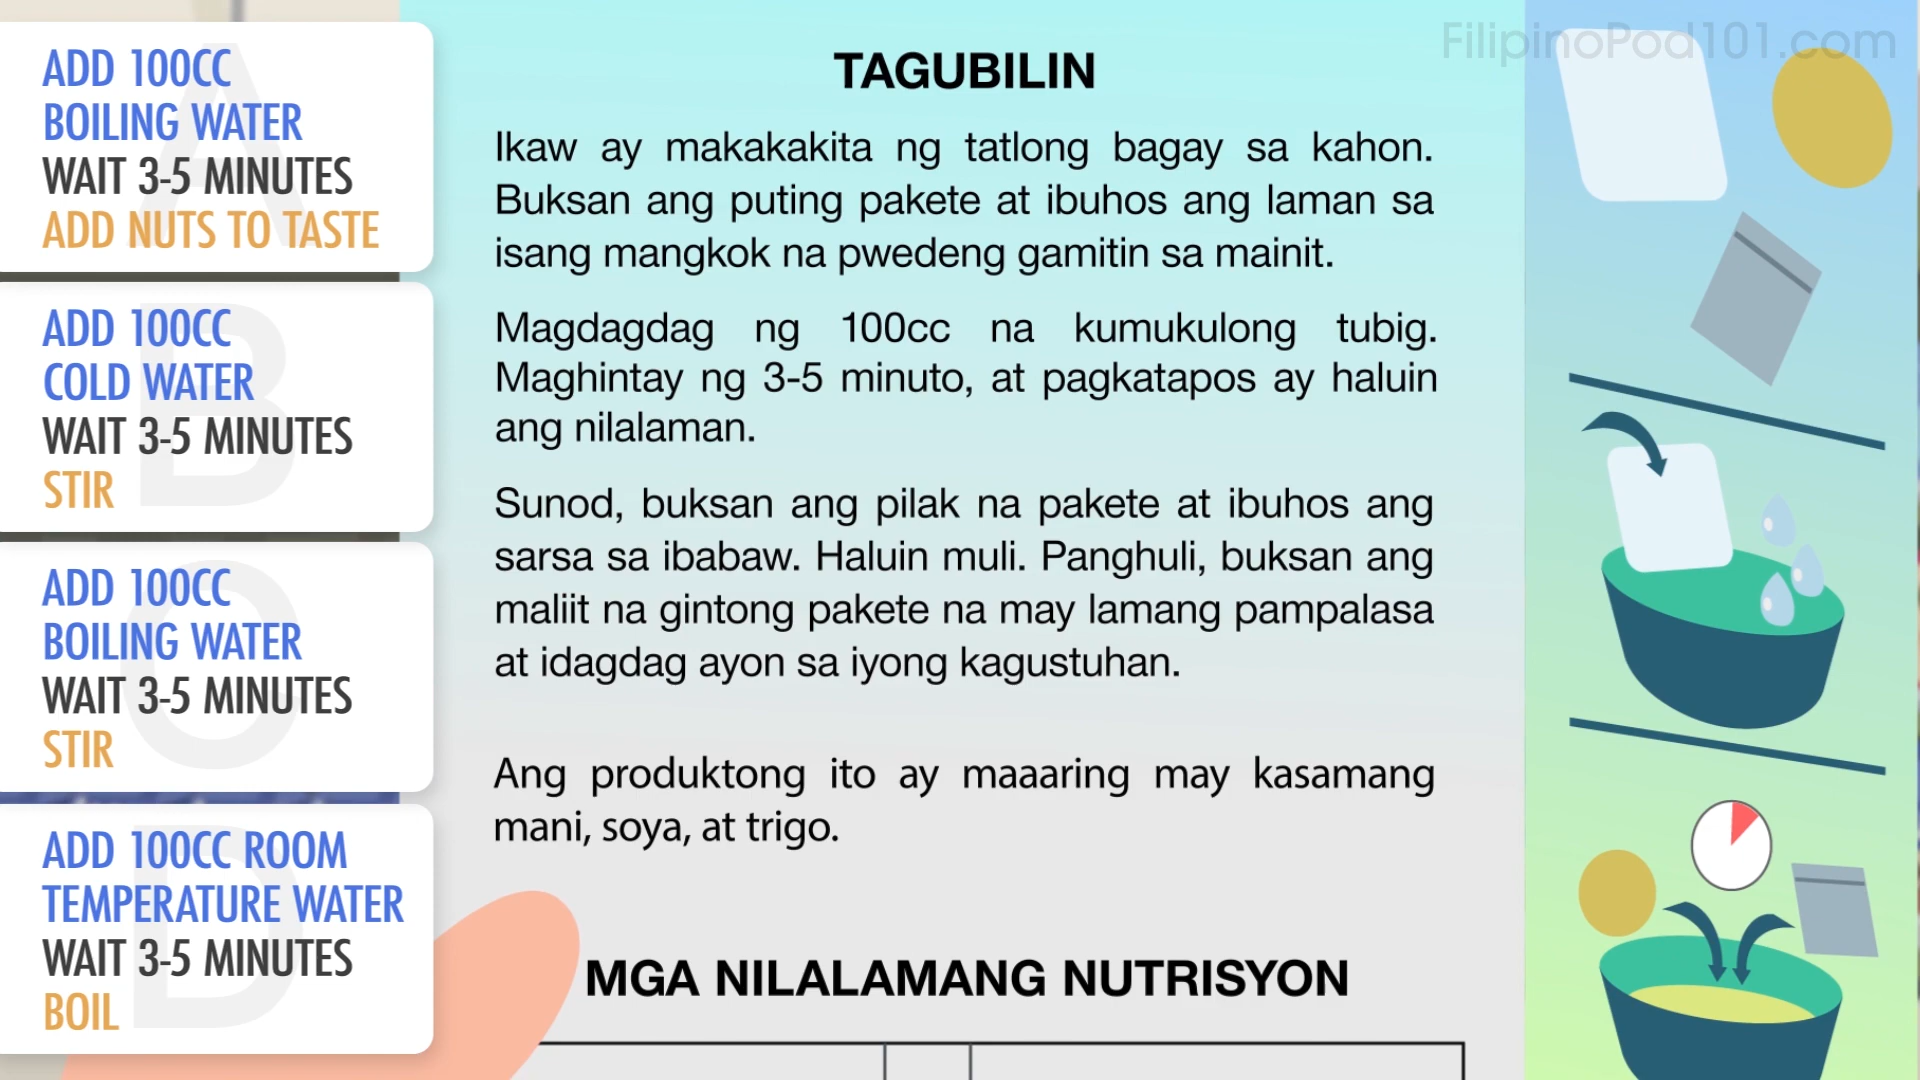 FilipinoPod101.com
A
ADD 100CC
BOILING WATER
WAIT 3-5 MINUTES
ADD NUTS TO TASTE
B
ADD 100CC
COLD WATER
WAIT 3-5 MINUTES
STIR
C
ADD 100CC
BOILING WATER
WAIT 3-5 MINUTES
STIR
D
ADD 100CC ROOM
TEMPERATURE WATER
WAIT 3-5 MINUTES
BOIL
TAGUBILIN
Ikaw ay makakakita ng tatlong bagay sa kahon.
Buksan ang puting pakete at ibuhos ang laman sa
isang mangkok na pwedeng gamitin sa mainit.
Magdagdag ng 100cc na kumukulong tubig.
Maghintay ng 3-5 minuto, at pagkatapos ay haluin
ang nilalaman.
Sunod, buksan ang pilak na pakete at ibuhos ang
sarsa sa ibabaw. Haluin muli. Panghuli, buksan ang
maliit na gintong pakete na may lamang pampalasa
at idagdag ayon sa iyong kagustuhan.
Ang produktong ito ay maaaring may kasamang
mani, soya, at trigo.
MGA NILALAMANG NUTRISYON